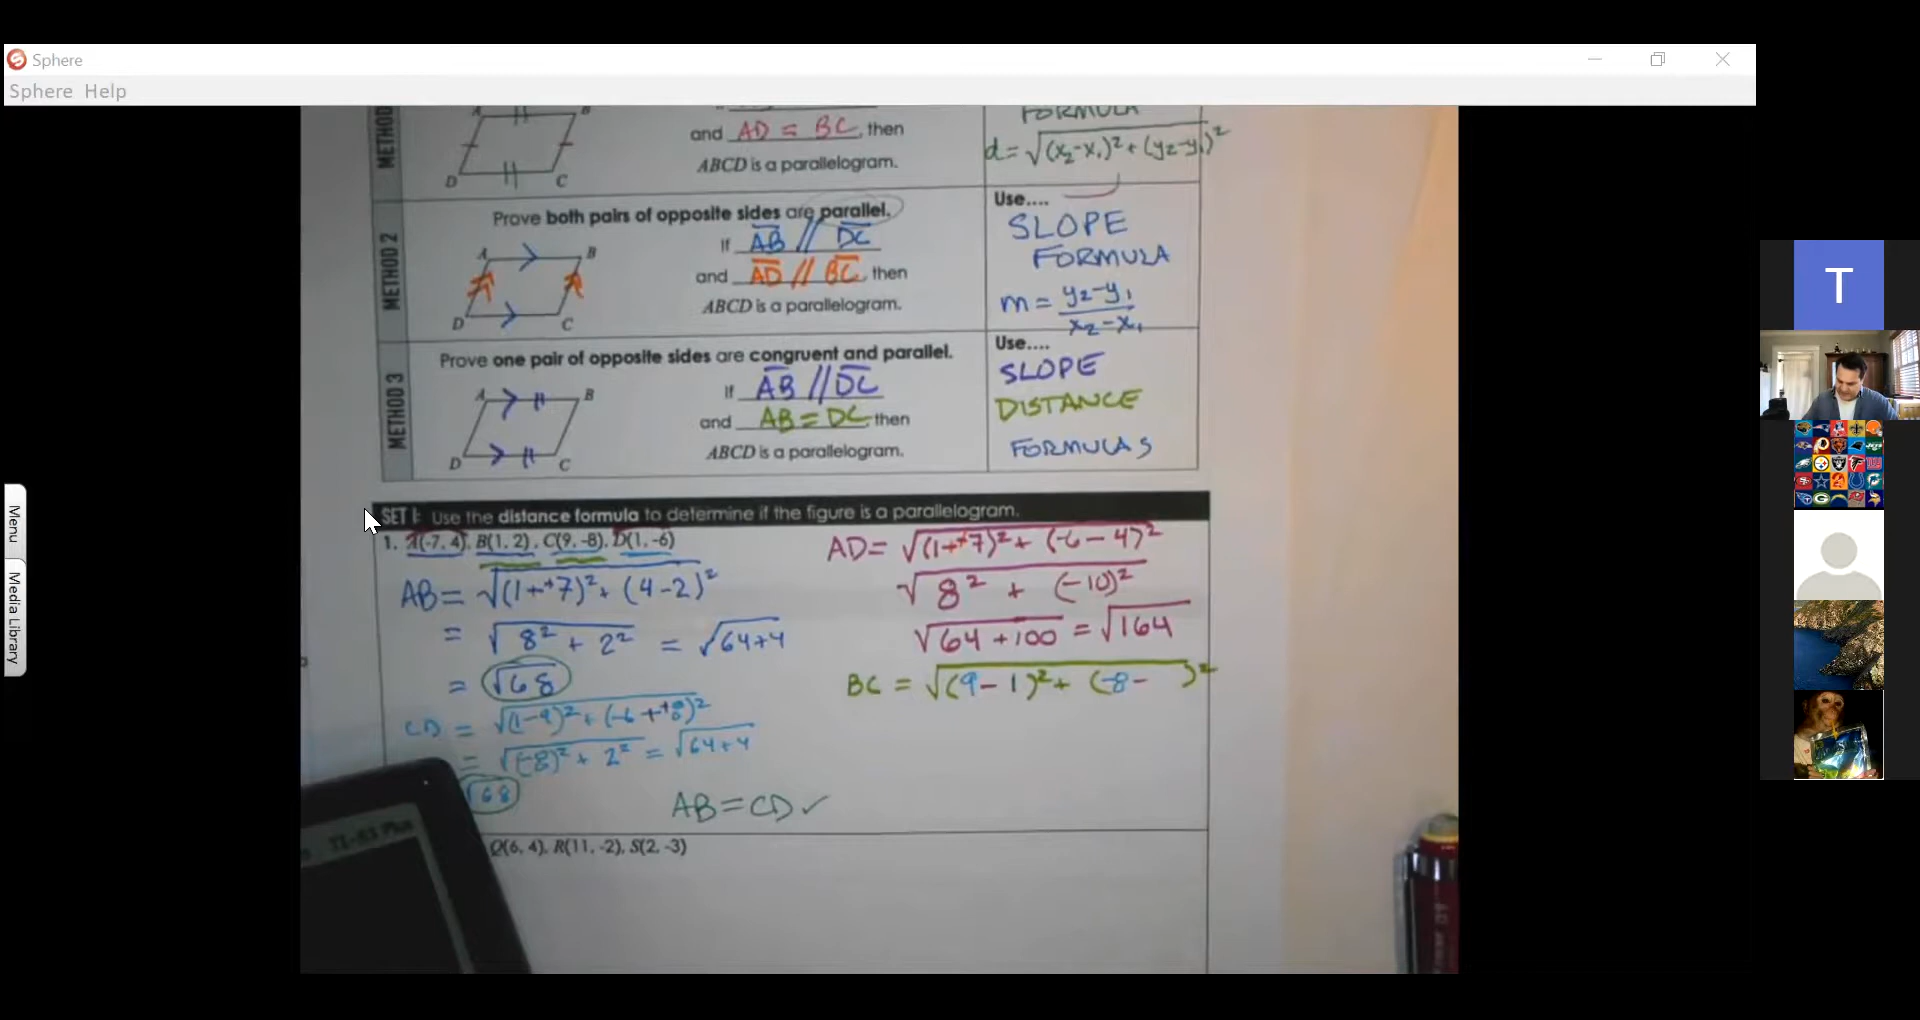 Sphere
Sphere Help
METHOD
A B
D C
and AD = BC, then
ABCD is a parallelogram.
FORMULA
d = √(x₂-x₁)² + (y₂-y₁)²
METHOD 2
Prove both pairs of opposite sides are parallel.
A B
D C
If AB // DC
and AD // BC, then
ABCD is a parallelogram.
Use....
SLOPE
FORMULA
m = y₂-y₁
x₂-x₁
METHOD 3
Prove one pair of opposite sides are congruent and parallel.
A B
D C
If AB // DC
and AB = DC, then
ABCD is a parallelogram.
Use....
SLOPE
DISTANCE
FORMULAS
SET 1: Use the distance formula to determine if the figure is a parallelogram.
1. A(-7, 4), B(1, 2), C(9, -8), D(1, -6)
AB = √(1-+7)² + (4-2)²
= √8² + 2² = √64+4
= √68
CD = √(1-9)² + (-6++8)²
= √(-8)² + 2² = √64+4
√68
AB = CD ✓
AD = √(1-+7)² + (-6-4)²
√8² + (-10)²
√64+100 = √164
BC = √(9-1)² + (-8- )²
Q(6, 4), R(11, -2), S(2, -3)
TI-83 Plus
Menu
Media Library
T